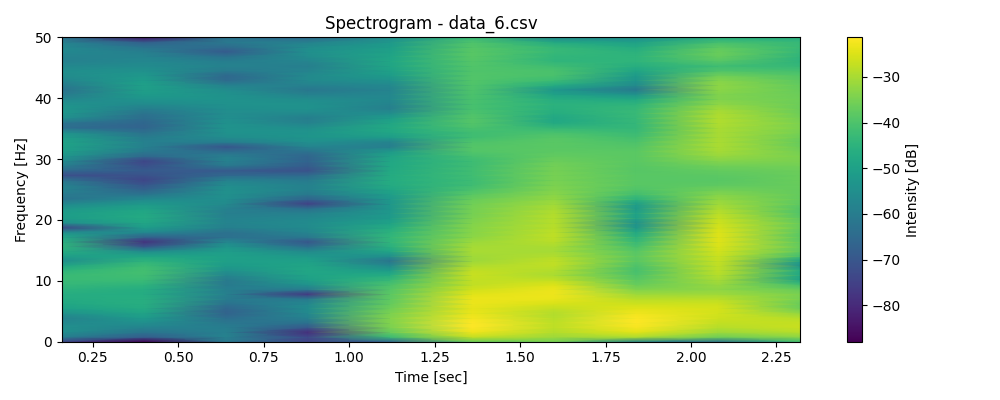 Spectrogram - data_6.csv
50
40
30
20
10
0
Frequency [Hz]
0.25 0.50 0.75 1.00 1.25 1.50 1.75 2.00 2.25
Time [sec]
−30
−40
−50
−60
−70
−80
Intensity [dB]